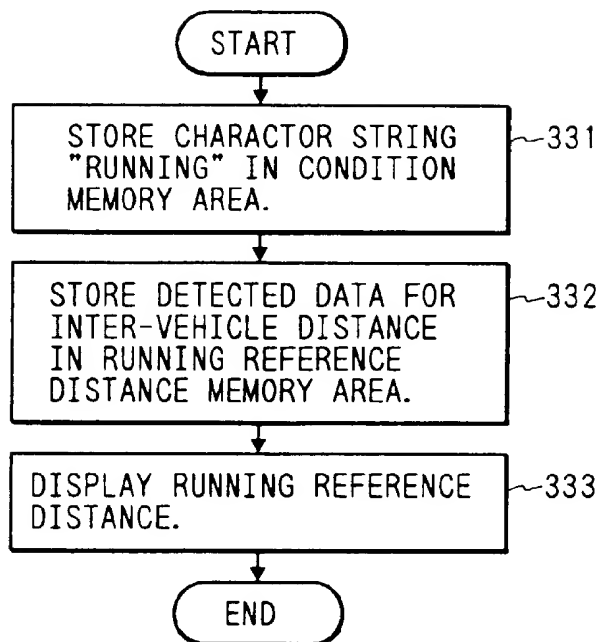 START
STORE CHARACTOR STRING
"RUNNING" IN CONDITION
MEMORY AREA.
331
STORE DETECTED DATA FOR
INTER-VEHICLE DISTANCE
IN RUNNING REFERENCE
DISTANCE MEMORY AREA.
332
DISPLAY RUNNING REFERENCE
DISTANCE.
333
END